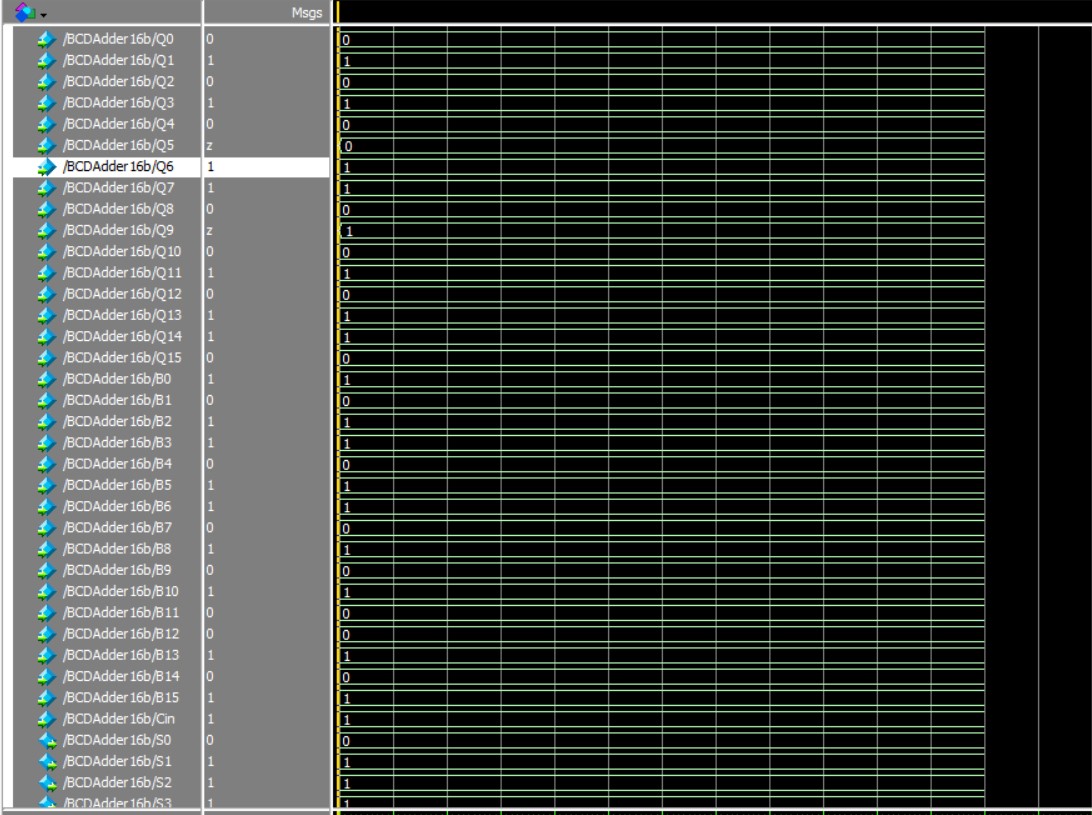 Msgs
/BCDAdder16b/Q0 0 0
/BCDAdder16b/Q1 1 1
/BCDAdder16b/Q2 0 0
/BCDAdder16b/Q3 1 1
/BCDAdder16b/Q4 0 0
/BCDAdder16b/Q5 z 0
/BCDAdder16b/Q6 1 1
/BCDAdder16b/Q7 1 1
/BCDAdder16b/Q8 0 0
/BCDAdder16b/Q9 z 1
/BCDAdder16b/Q10 0 0
/BCDAdder16b/Q11 1 1
/BCDAdder16b/Q12 0 0
/BCDAdder16b/Q13 1 1
/BCDAdder16b/Q14 1 1
/BCDAdder16b/Q15 0 0
/BCDAdder16b/B0 1 1
/BCDAdder16b/B1 0 0
/BCDAdder16b/B2 1 1
/BCDAdder16b/B3 1 1
/BCDAdder16b/B4 0 0
/BCDAdder16b/B5 1 1
/BCDAdder16b/B6 1 1
/BCDAdder16b/B7 0 0
/BCDAdder16b/B8 1 1
/BCDAdder16b/B9 0 0
/BCDAdder16b/B10 1 1
/BCDAdder16b/B11 0 0
/BCDAdder16b/B12 0 0
/BCDAdder16b/B13 1 1
/BCDAdder16b/B14 0 0
/BCDAdder16b/B15 1 1
/BCDAdder16b/Cin 1 1
/BCDAdder16b/S0 0 0
/BCDAdder16b/S1 1 1
/BCDAdder16b/S2 1 1
/BCDAdder16b/S3 1 1